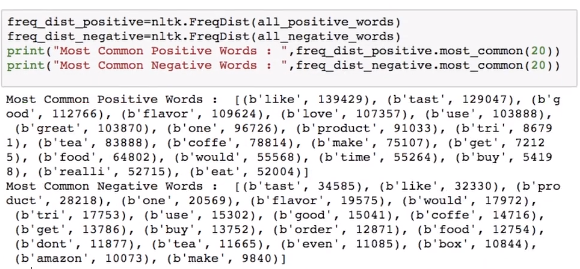 freq_dist_positive=nltk.FreqDist(all_positive_words)
freq_dist_negative=nltk.FreqDist(all_negative_words)
print("Most Common Positive Words : ",freq_dist_positive.most_common(20))
print("Most Common Negative Words : ",freq_dist_negative.most_common(20))
Most Common Positive Words :  [(b'like', 139429), (b'tast', 129047), (b'g
ood', 112766), (b'flavor', 109624), (b'love', 107357), (b'use', 103888),
(b'great', 103870), (b'one', 96726), (b'product', 91033), (b'tri', 8679
1), (b'tea', 83888), (b'coffe', 78814), (b'make', 75107), (b'get', 7212
5), (b'food', 64802), (b'would', 55568), (b'time', 55264), (b'buy', 5419
8), (b'realli', 52715), (b'eat', 52004)]
Most Common Negative Words :  [(b'tast', 34585), (b'like', 32330), (b'pro
duct', 28218), (b'one', 20569), (b'flavor', 19575), (b'would', 17972),
(b'tri', 17753), (b'use', 15302), (b'good', 15041), (b'coffe', 14716),
(b'get', 13786), (b'buy', 13752), (b'order', 12871), (b'food', 12754),
(b'dont', 11877), (b'tea', 11665), (b'even', 11085), (b'box', 10844),
(b'amazon', 10073), (b'make', 9840)]